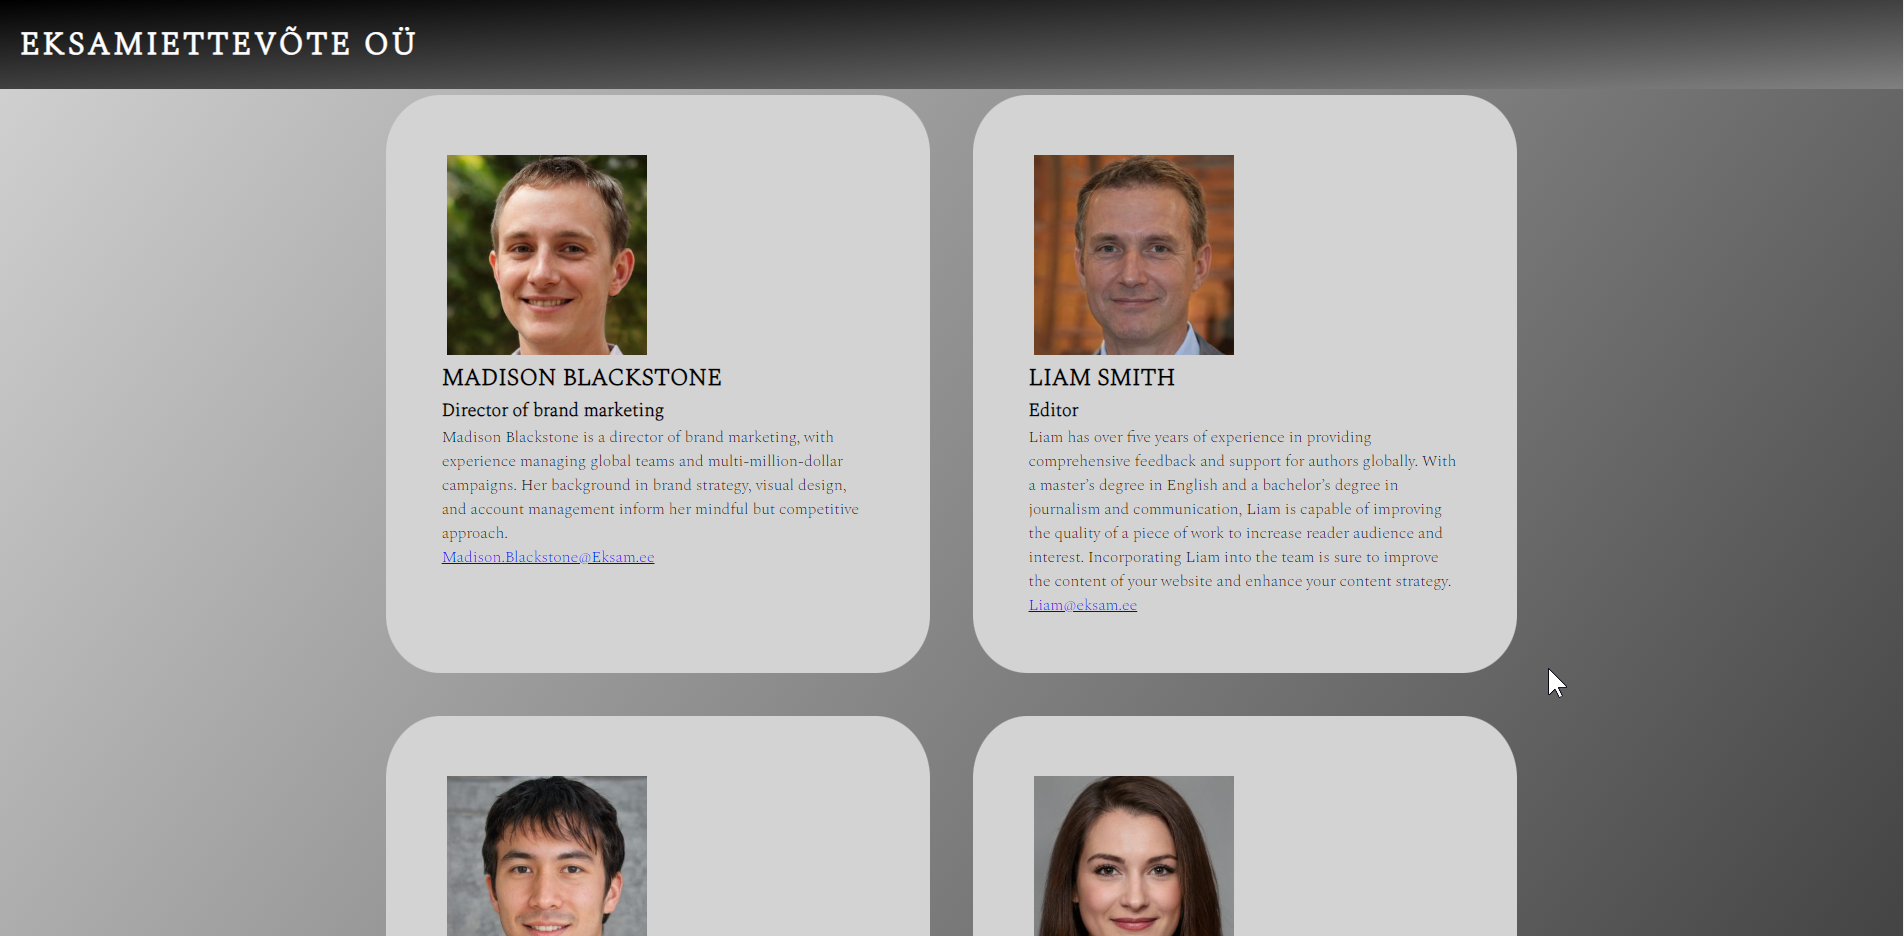 EKSAMIETTEVÕTE OÜ
MADISON BLACKSTONE
Director of brand marketing
Madison Blackstone is a director of brand marketing, with
experience managing global teams and multi-million-dollar
campaigns. Her background in brand strategy, visual design,
and account management inform her mindful but competitive
approach.
Madison.Blackstone@Eksam.ee
LIAM SMITH
Editor
Liam has over five years of experience in providing
comprehensive feedback and support for authors globally. With
a master’s degree in English and a bachelor’s degree in
journalism and communication, Liam is capable of improving
the quality of a piece of work to increase reader audience and
interest. Incorporating Liam into the team is sure to improve
the content of your website and enhance your content strategy.
Liam@eksam.ee